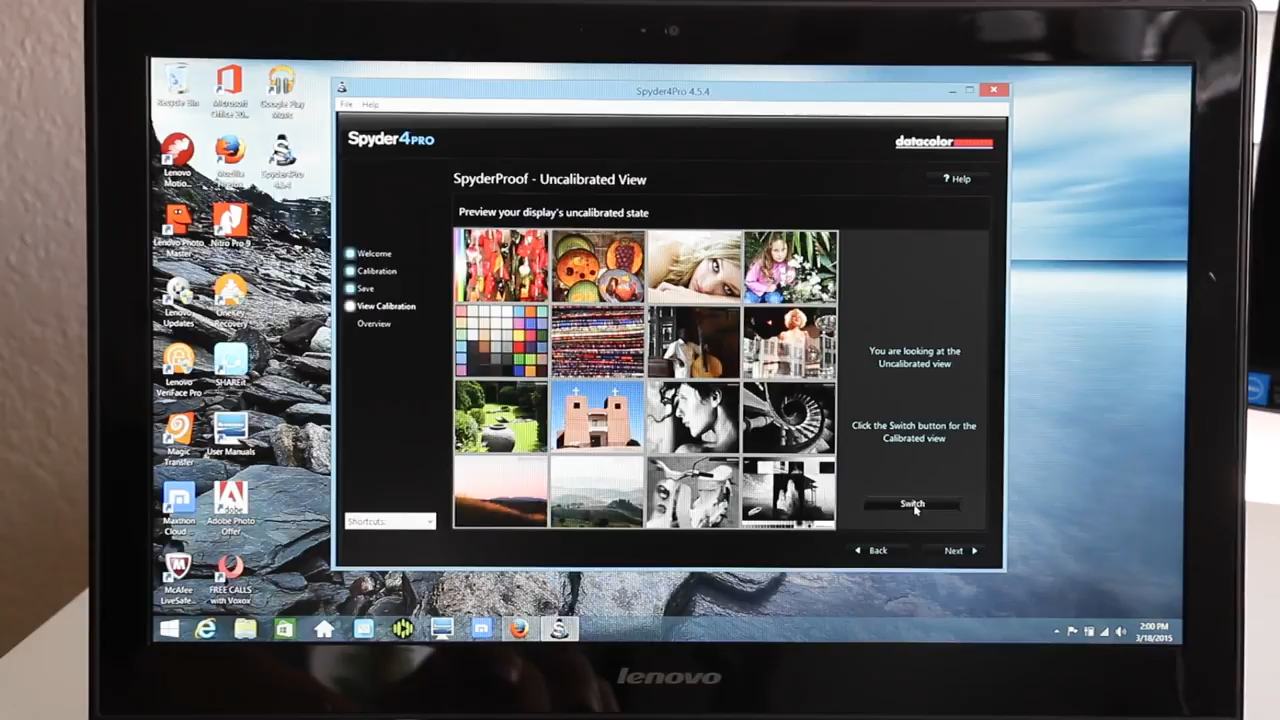 Recycle Bin
Microsoft
Office 20...
Google Play
Music
Lenovo
Motio...
Mozilla
Firefox
Spyder4Pro
4.5.4
Lenovo Photo
Master
Nitro Pro 9
Lenovo
Updates
OneKey
Recovery
Lenovo
VeriFace Pro
SHAREit
Magic
Transfer
User Manuals
Maxthon
Cloud ...
Adobe Photo
Offer
McAfee
LiveSafe...
FREE CALLS
with Voxox
Spyder4Pro 4.5.4
File Help
Spyder4PRO
datacolor
SpyderProof - Uncalibrated View
? Help
Preview your display's uncalibrated state
Welcome
Calibration
Save
View Calibration
Overview
You are looking at the
Uncalibrated view
Click the Switch button for the
Calibrated view
Switch
Shortcuts:
Back
Next
2:00 PM
3/18/2015
lenovo